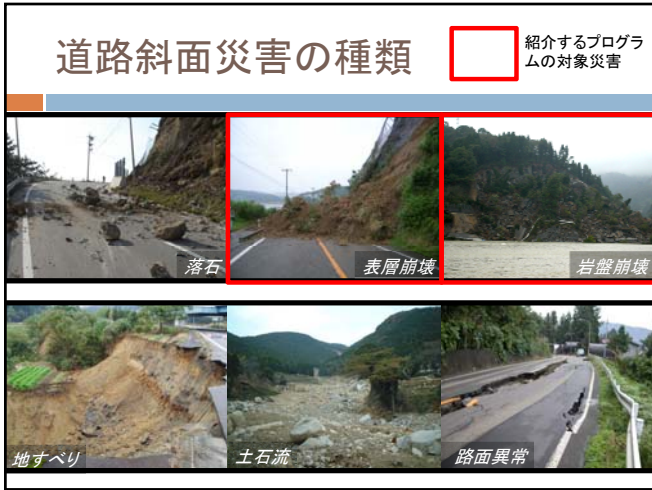 道路斜面災害の種類
紹介するプログラ
ムの対象災害
落石
表層崩壊
岩盤崩壊
地すべり
土石流
路面異常